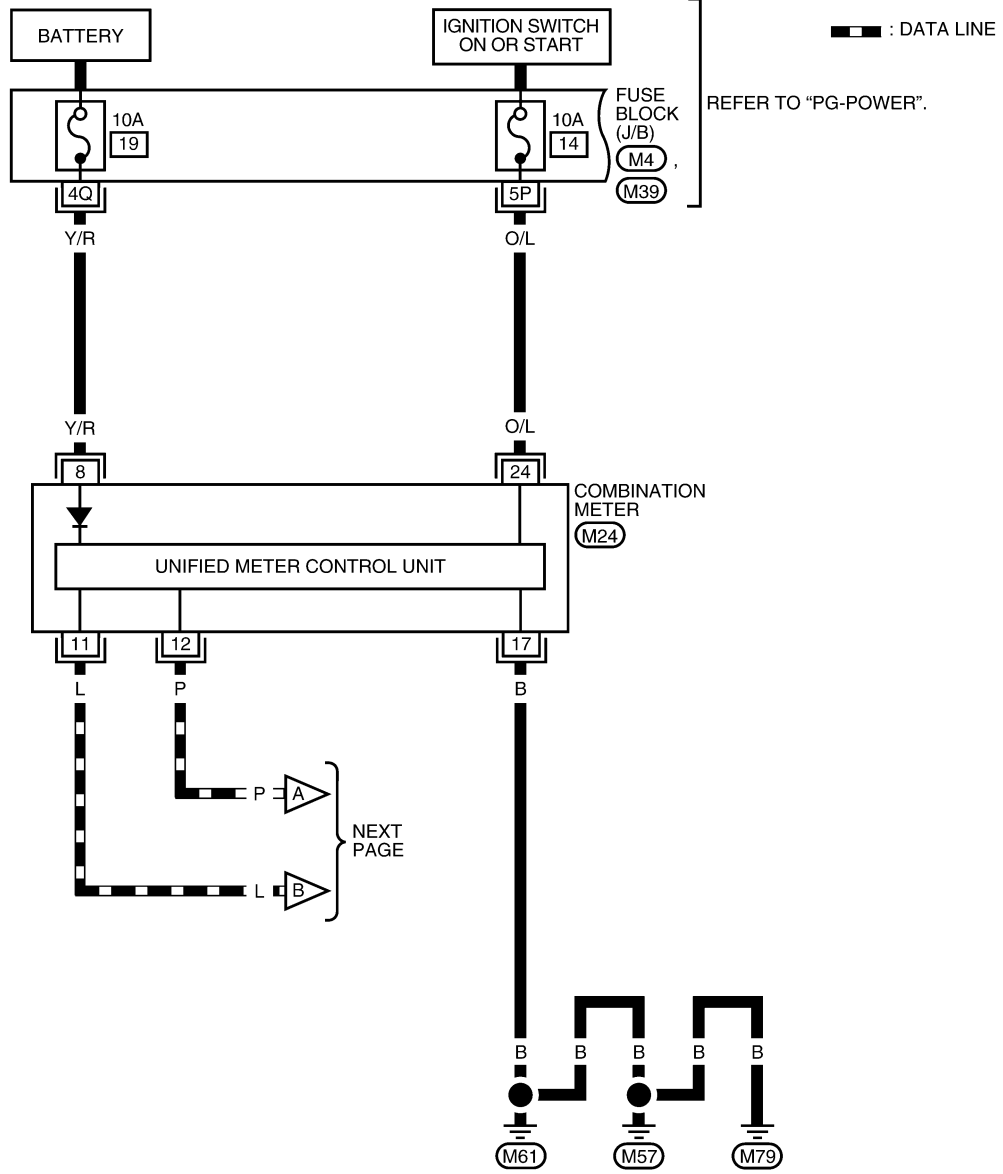 BATTERY
IGNITION SWITCH
ON OR START
: DATA LINE
FUSE
BLOCK
(J/B)
M4 ,
M39
REFER TO “PG-POWER”.
10A
19
10A
14
4Q
5P
Y/R
O/L
Y/R
O/L
8
24
COMBINATION
METER
M24
UNIFIED METER CONTROL UNIT
11
12
17
L
P
B
P
A
NEXT
PAGE
L
B
B
B
B
B
B
M61
M57
M79